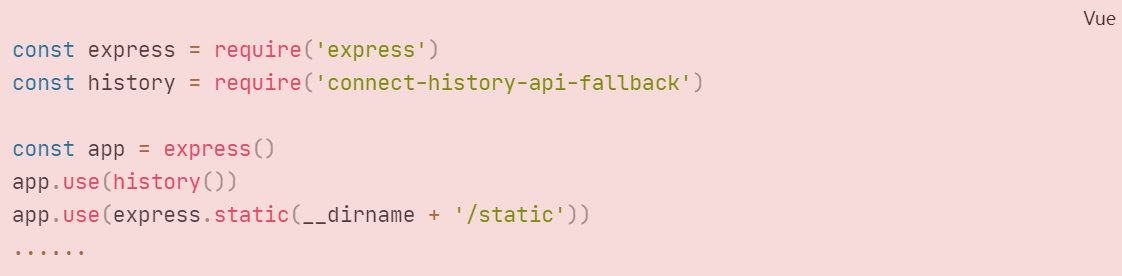 Vue
const express = require('express')
const history = require('connect-history-api-fallback')
const app = express()
app.use(history())
app.use(express.static(__dirname + '/static'))
......